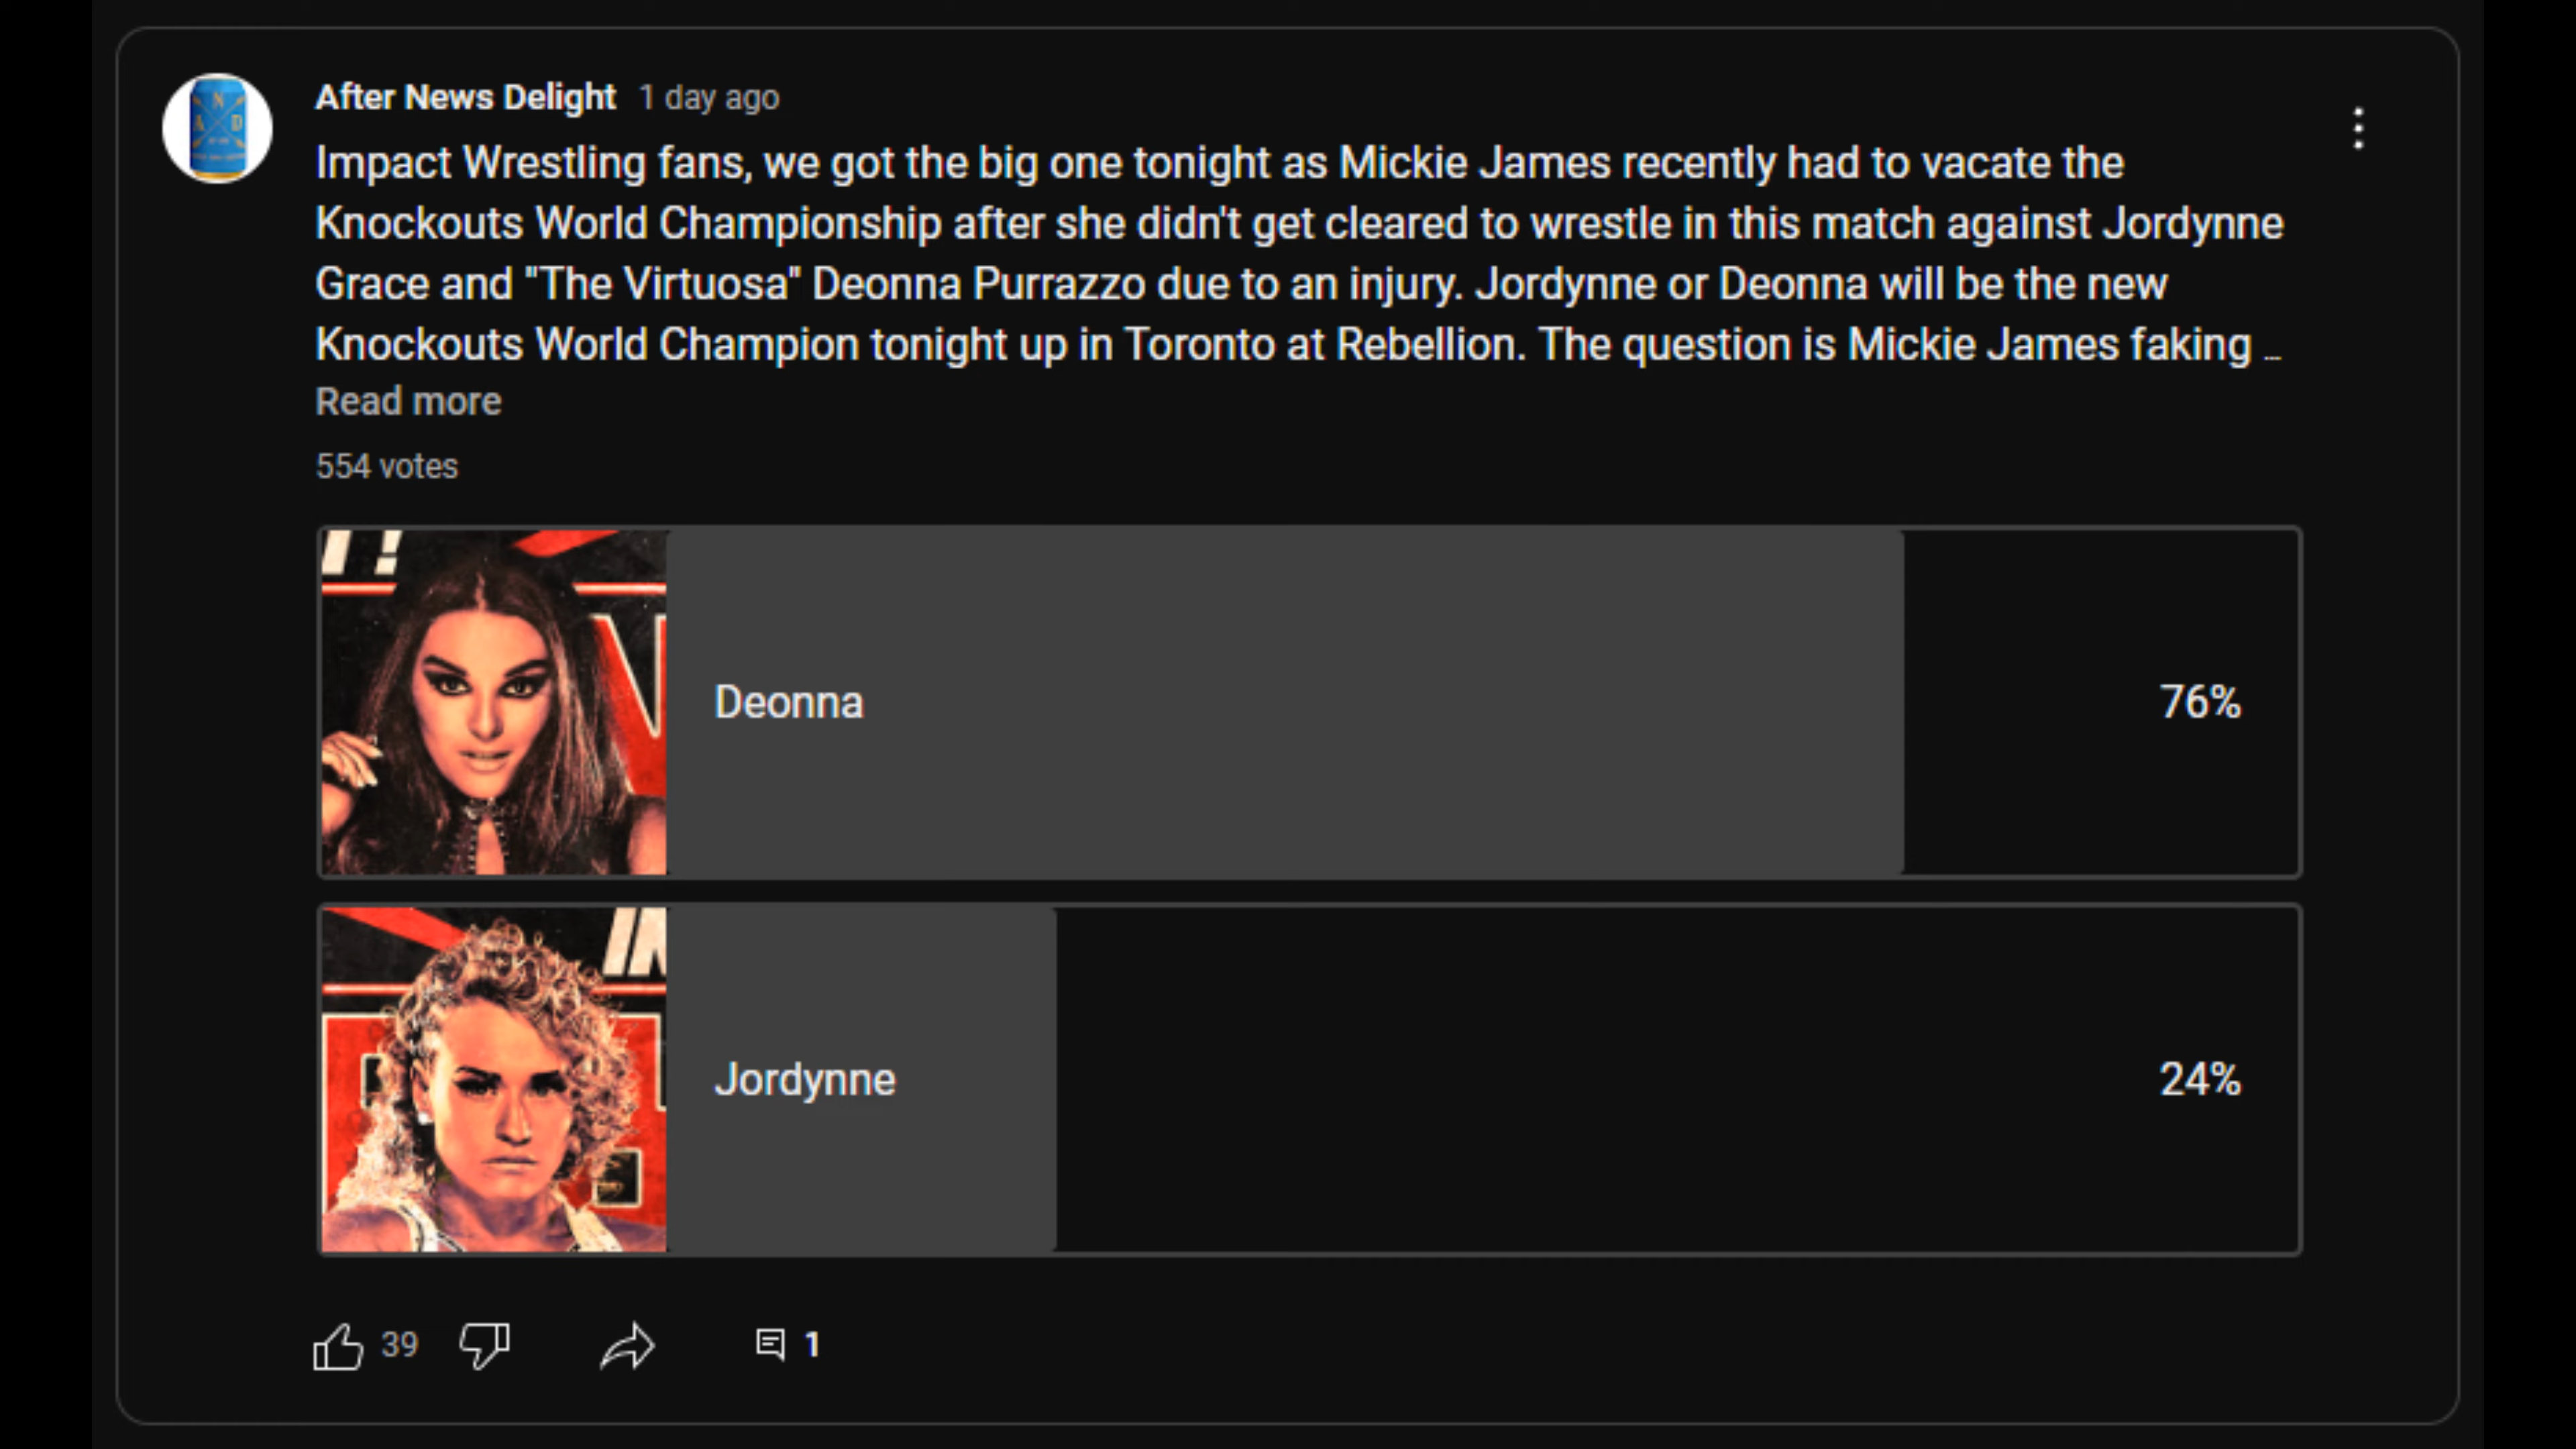 After News Delight 1 day ago
Impact Wrestling fans, we got the big one tonight as Mickie James recently had to vacate the
Knockouts World Championship after she didn't get cleared to wrestle in this match against Jordynne
Grace and "The Virtuosa" Deonna Purrazzo due to an injury. Jordynne or Deonna will be the new
Knockouts World Champion tonight up in Toronto at Rebellion. The question is Mickie James faking ...
Read more
554 votes
Deonna
76%
Jordynne
24%
39
1